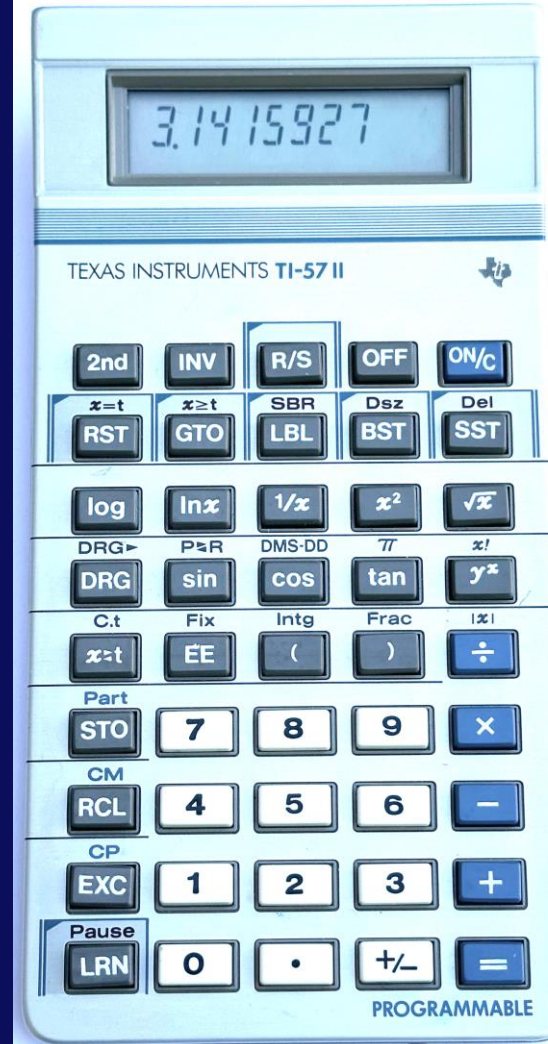 3.1415927
TEXAS INSTRUMENTS TI-57 II
2nd INV R/S OFF ON/C
x=t x≥t SBR Dsz Del
RST GTO LBL BST SST
log lnx 1/x x² √x
DRG► P⇆R DMS-DD π x!
DRG sin cos tan yˣ
C.t Fix Intg Frac |x|
x⇆t EE ( ) ÷
Part
STO 7 8 9 ×
CM
RCL 4 5 6 −
CP
EXC 1 2 3 +
Pause
LRN 0 . +/− =
PROGRAMMABLE